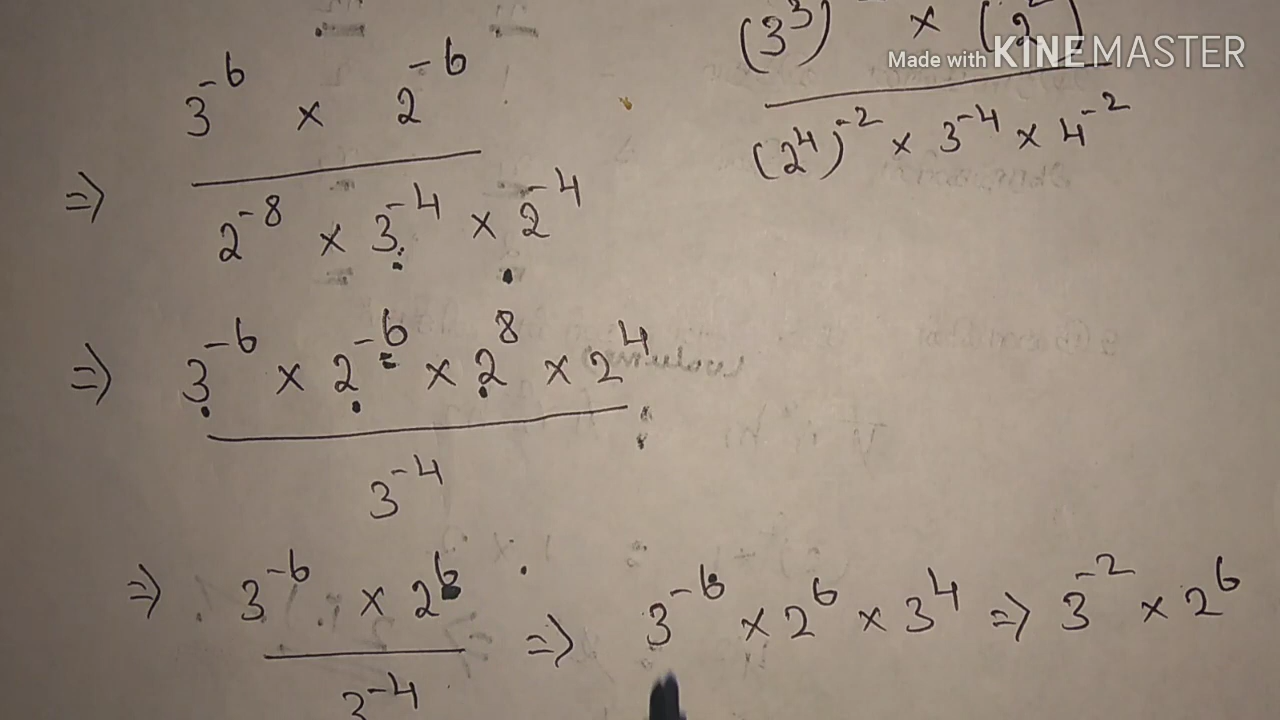 (3³) × (2
Made with KINEMASTER
(2⁴)⁻² × 3⁻⁴ × 4⁻²
3⁻⁶ × 2⁻⁶
⇒
2⁻⁸ × 3⁻⁴ × 2⁻⁴
⇒ 3⁻⁶ × 2⁻⁶ × 2⁸ × 2⁴
3⁻⁴
⇒ 3⁻⁶ × 2⁶
3⁻⁴
⇒ 3⁻⁶ × 2⁶ × 3⁴ ⇒ 3⁻² × 2⁶